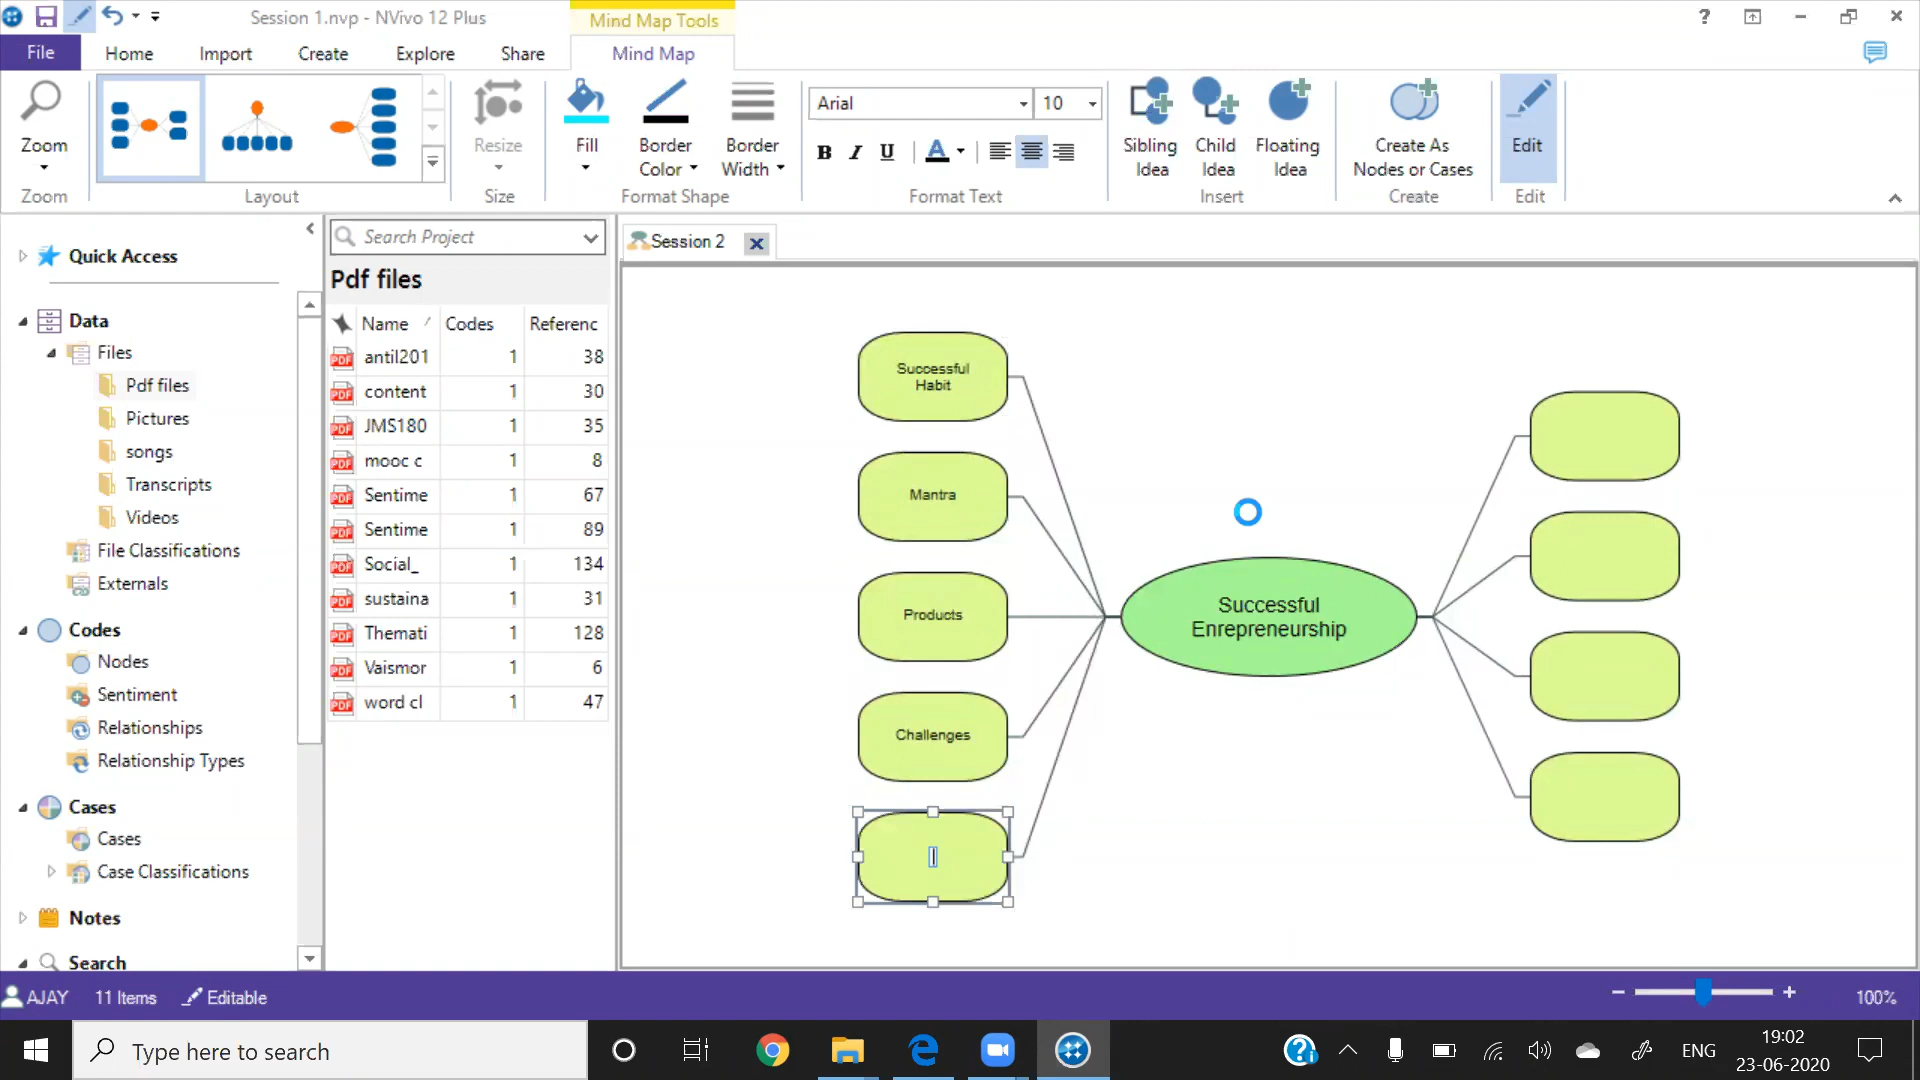 Session 1.nvp - NVivo 12 Plus
Mind Map Tools
File
Home
Import
Create
Explore
Share
Mind Map
Zoom
Zoom
Layout
Resize
Size
Fill
Border
Color
Border
Width
Format Shape
Arial
10
B I U A
Format Text
Sibling
Idea
Child
Idea
Floating
Idea
Insert
Create As
Nodes or Cases
Create
Edit
Edit
Quick Access
Data
Files
Pdf files
Pictures
songs
Transcripts
Videos
File Classifications
Externals
Codes
Nodes
Sentiment
Relationships
Relationship Types
Cases
Cases
Case Classifications
Notes
Search
Search Project
Pdf files
Name Codes Referenc
antil201 1 38
content 1 30
JMS180 1 35
mooc c 1 8
Sentime 1 67
Sentime 1 89
Social_ 1 134
sustaina 1 31
Themati 1 128
Vaismor 1 6
word cl 1 47
Session 2
Successful
Habit
Mantra
Products
Challenges
Successful
Enrepreneurship
AJAY
11 Items
Editable
100%
Type here to search
ENG
19:02
23-06-2020